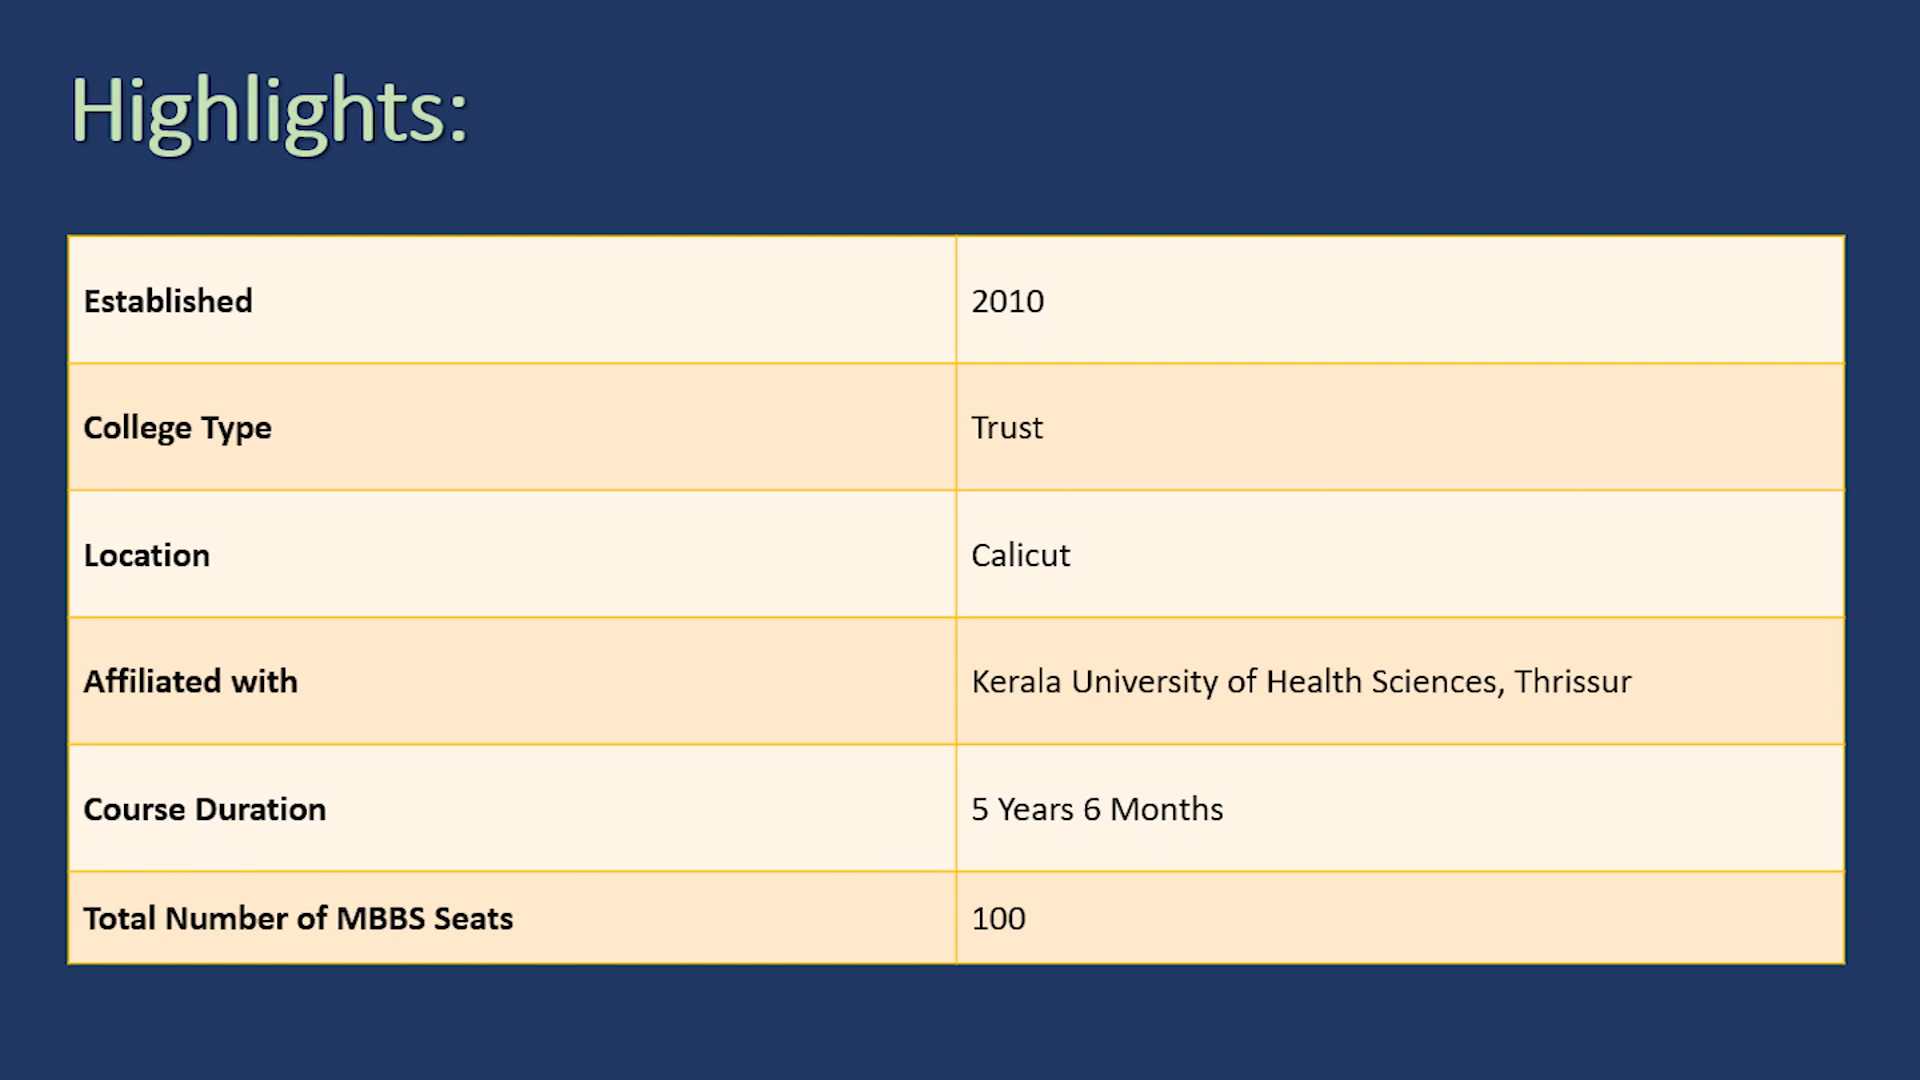 Highlights:
Established 2010
College Type Trust
Location Calicut
Affiliated with Kerala University of Health Sciences, Thrissur
Course Duration 5 Years 6 Months
Total Number of MBBS Seats 100